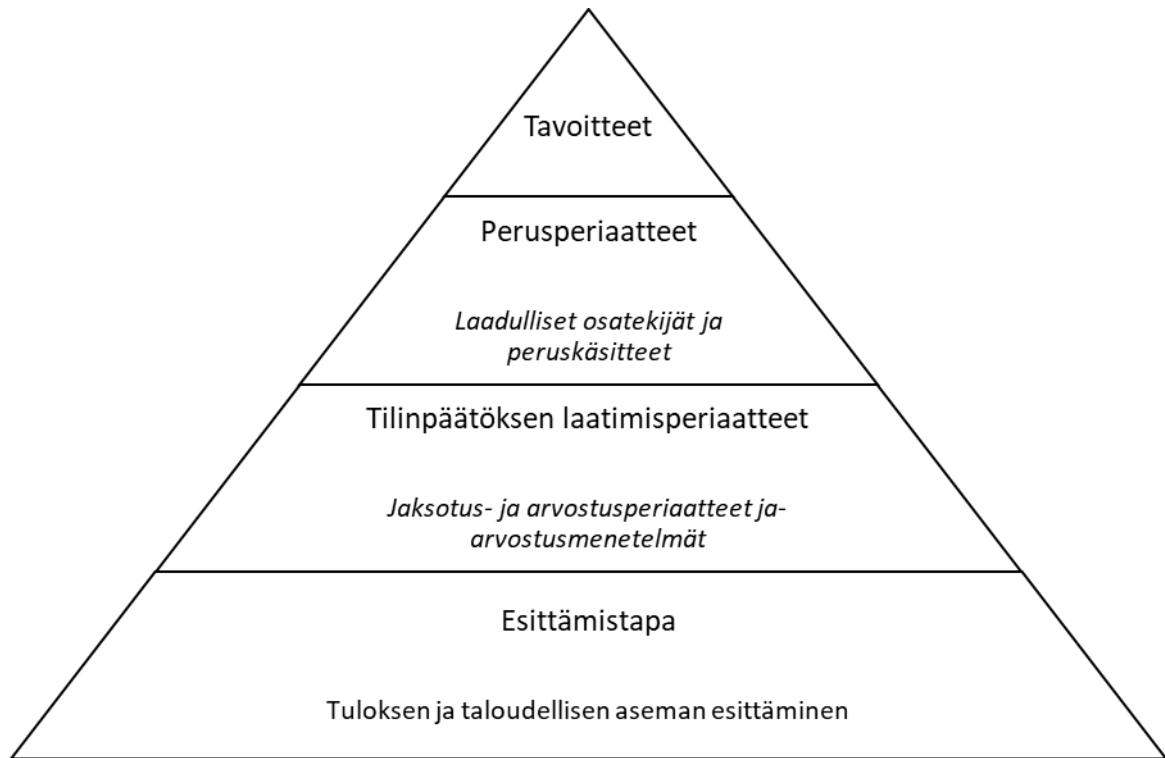 Tavoitteet
Perusperiaatteet
Laadulliset osatekijät ja
peruskäsitteet
Tilinpäätöksen laatimisperiaatteet
Jaksotus- ja arvostusperiaatteet ja-
arvostusmenetelmät
Esittämistapa
Tuloksen ja taloudellisen aseman esittäminen